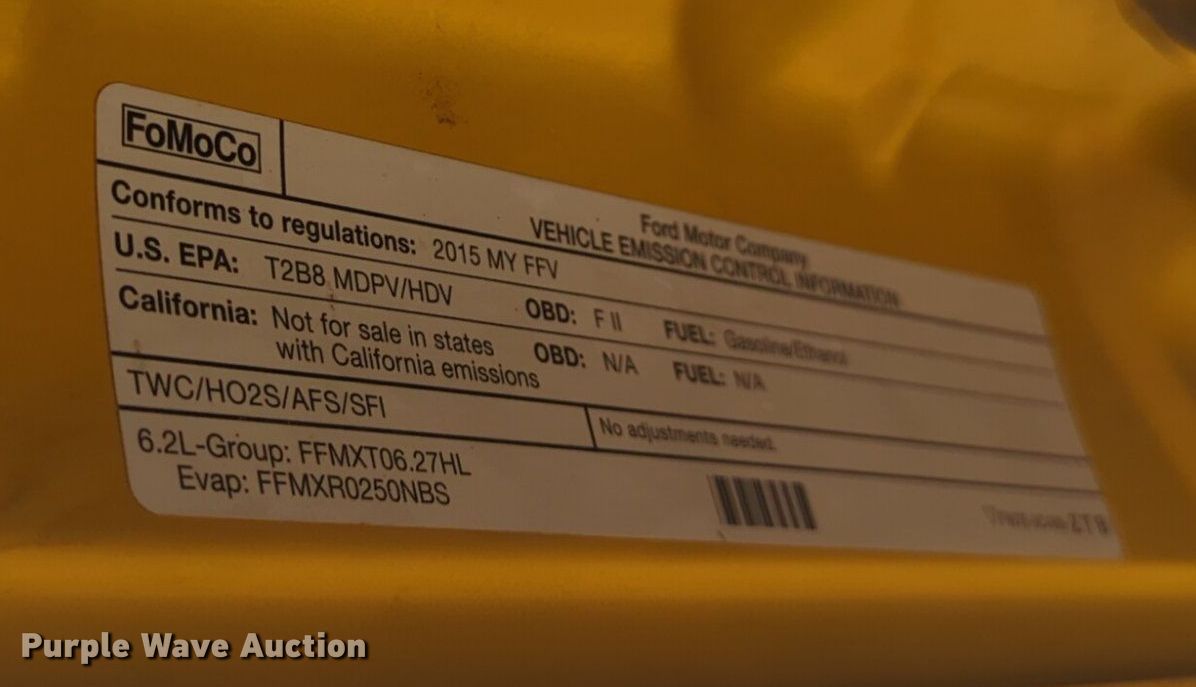 FoMoCo
Ford Motor Company
VEHICLE EMISSION CONTROL INFORMATION
Conforms to regulations: 2015 MY FFV
U.S. EPA: T2B8 MDPV/HDV OBD: F II FUEL: Gasoline/Ethanol
California: Not for sale in states with California emissions OBD: N/A FUEL: N/A
TWC/HO2S/AFS/SFI
No adjustments needed.
6.2L-Group: FFMXT06.27HL
Evap: FFMXR0250NBS
Purple Wave Auction